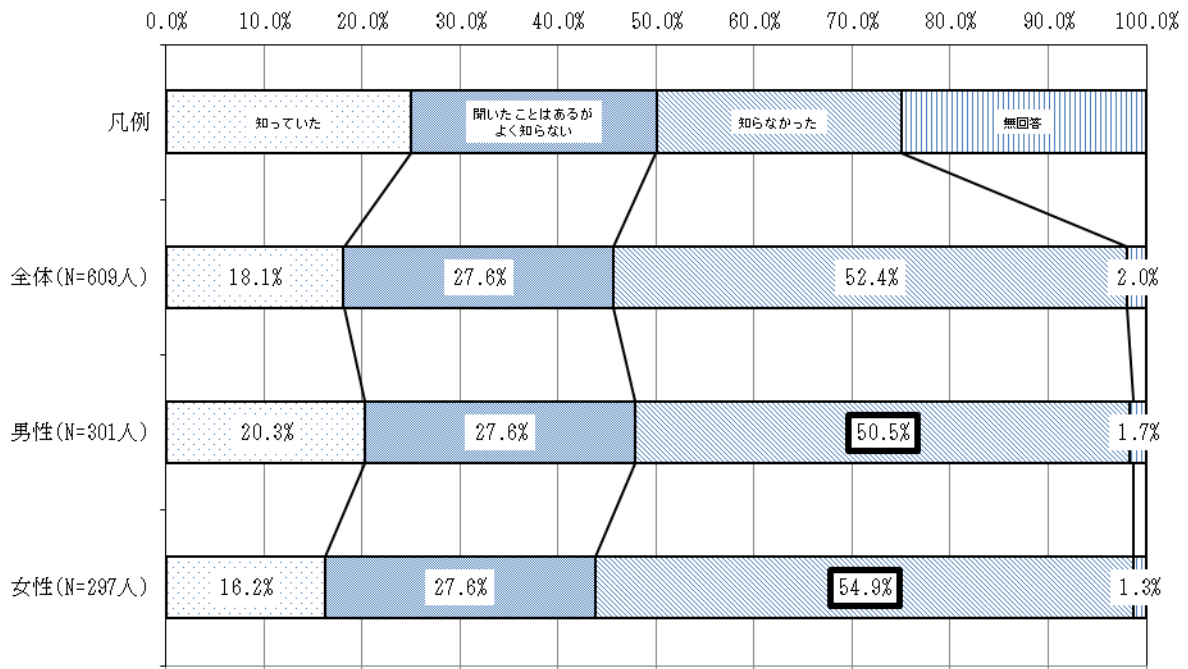 0.0% 10.0% 20.0% 30.0% 40.0% 50.0% 60.0% 70.0% 80.0% 90.0% 100.0%
凡例
知っていた
聞いたことはあるが
よく知らない
知らなかった
無回答
全体(N=609人) 18.1% 27.6% 52.4% 2.0%
男性(N=301人) 20.3% 27.6% 50.5% 1.7%
女性(N=297人) 16.2% 27.6% 54.9% 1.3%